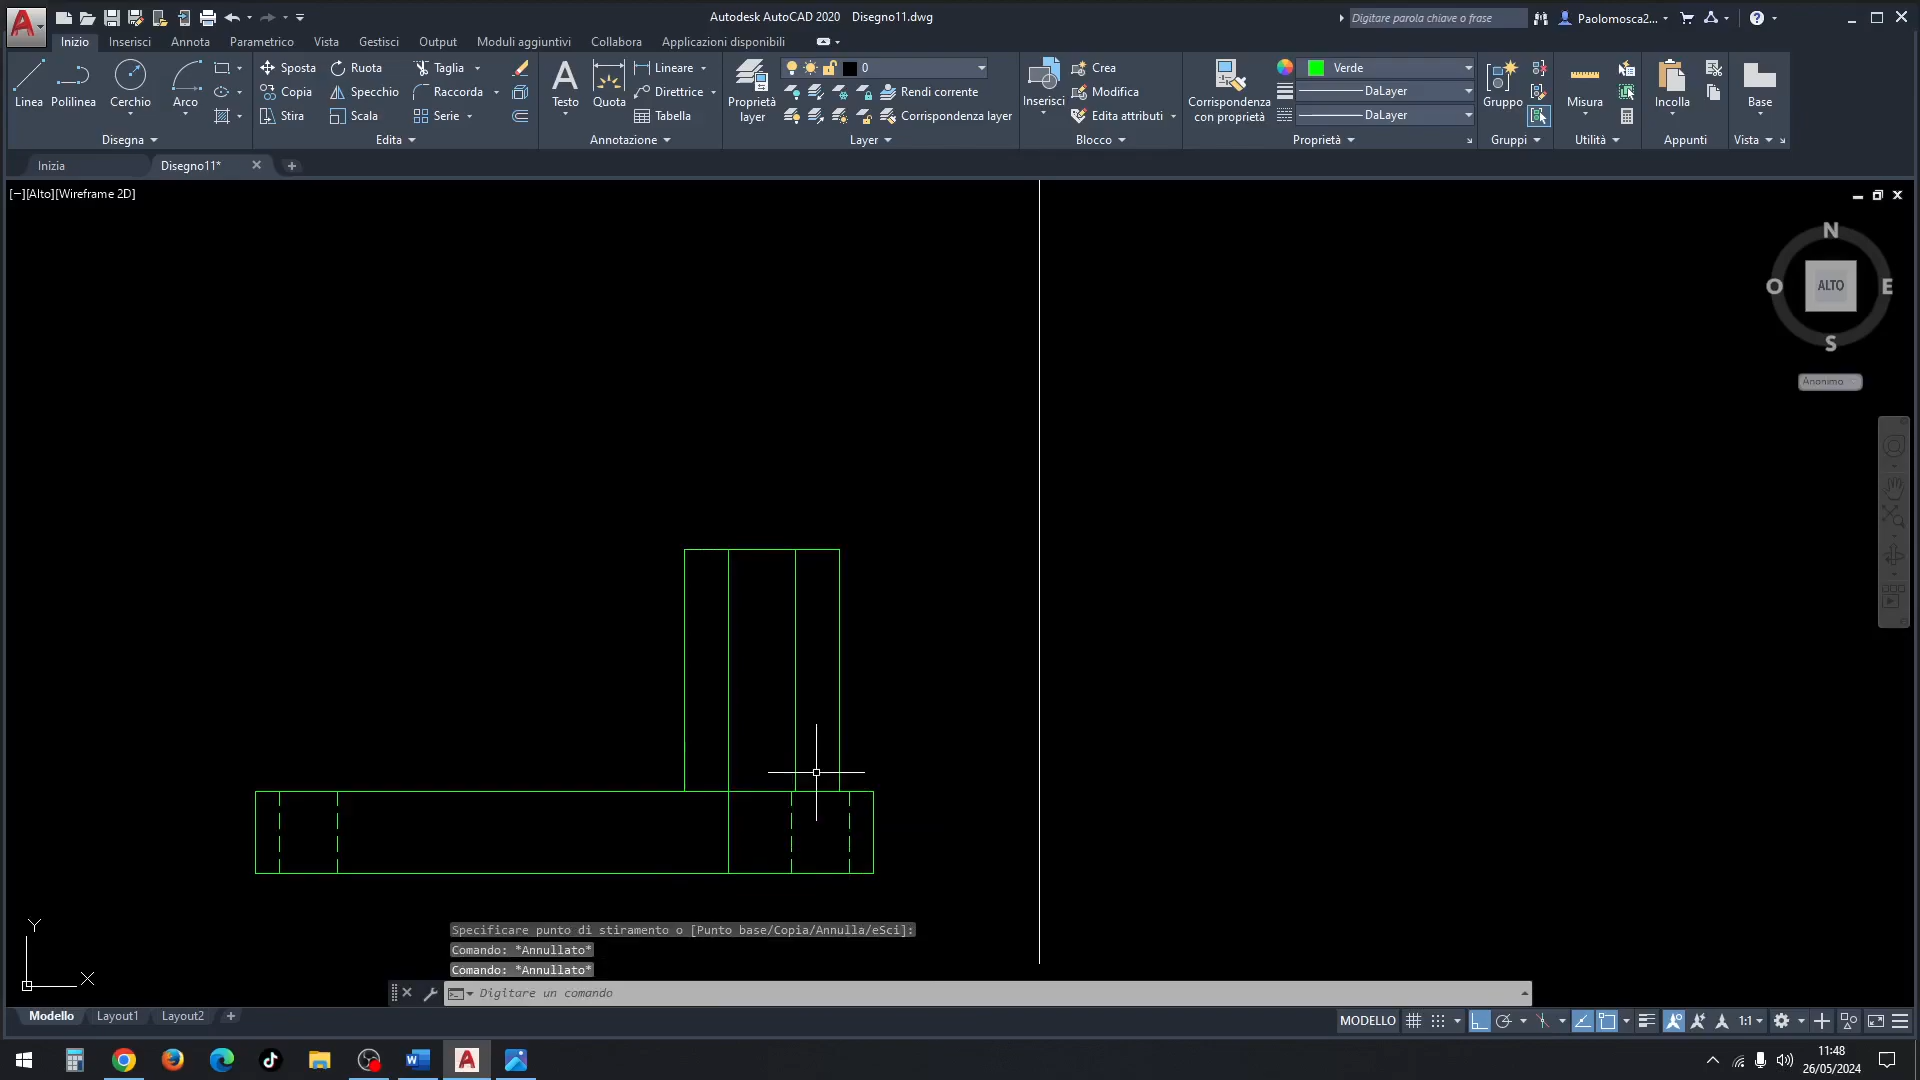 Autodesk AutoCAD 2020 Disegno11.dwg
Digitare parola chiave o frase
Paolomosca2...
Inizio Inserisci Annota Parametrico Vista Gestisci Output Moduli aggiuntivi Collabora Applicazioni disponibili
Linea Polilinea Cerchio Arco
Sposta Ruota Taglia
Copia Specchio Raccorda
Stira Scala Serie
Testo Quota
Lineare
Direttrice
Tabella
Proprietà layer
0
Rendi corrente
Corrispondenza layer
Inserisci
Crea
Modifica
Edita attributi
Corrispondenza con proprietà
Verde
DaLayer
DaLayer
Gruppo
Misura
Incolla
Base
Disegna Edita Annotazione Layer Blocco Proprietà Gruppi Utilità Appunti Vista
Inizia Disegno11*
[−][Alto][Wireframe 2D]
N
O ALTO E
S
Anonimo
Y
X
Specificare punto di stiramento o [Punto base/Copia/Annulla/eSci]:
Comando: *Annullato*
Comando: *Annullato*
Digitare un comando
Modello Layout1 Layout2
MODELLO 1:1
11:48
26/05/2024